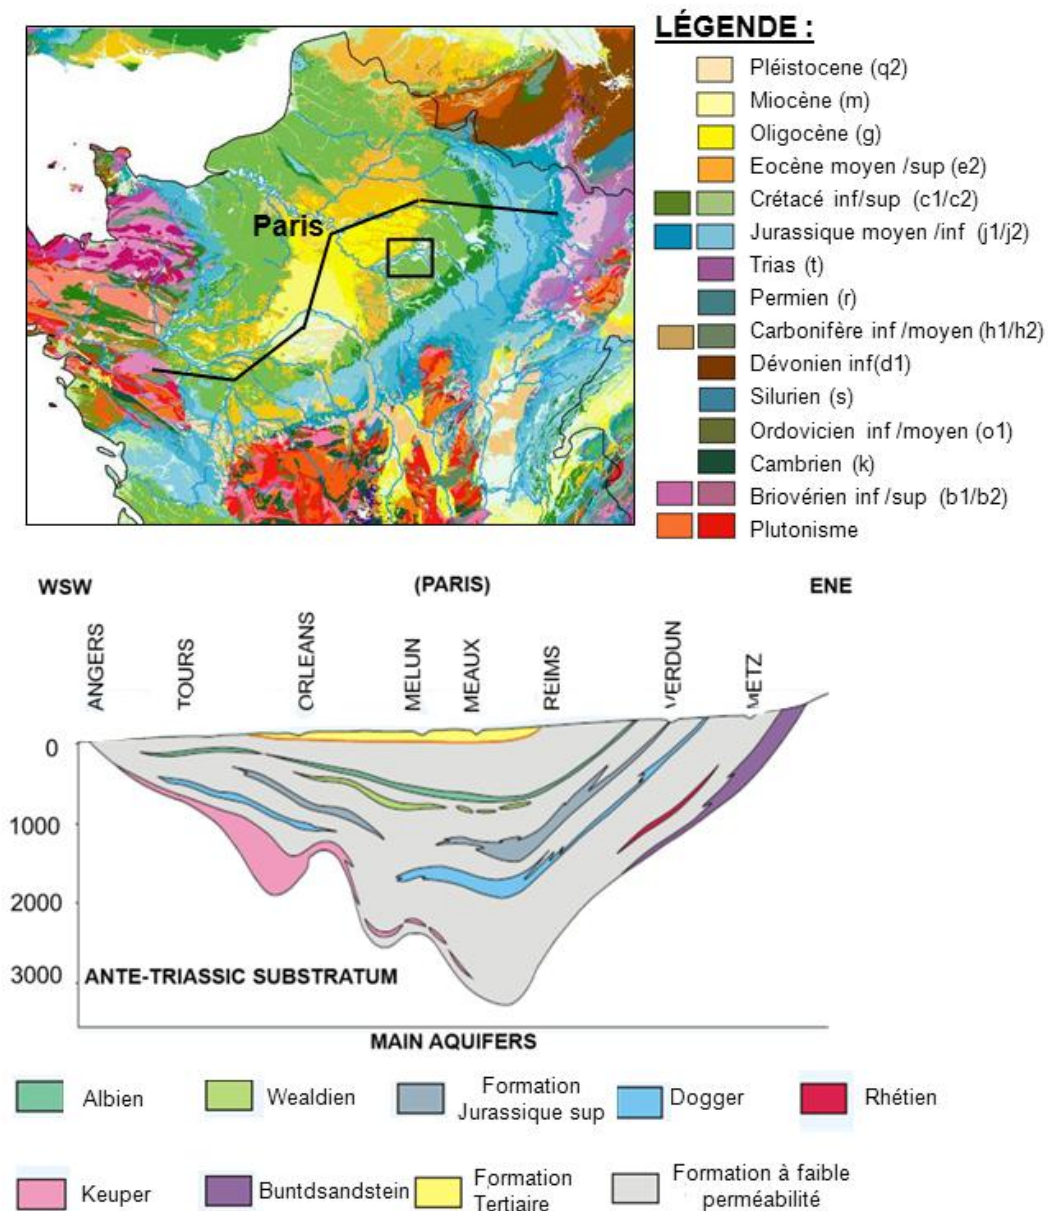 LÉGENDE :
Pléistocene (q2)
Miocène (m)
Oligocène (g)
Eocène moyen /sup (e2)
Crétacé inf/sup (c1/c2)
Jurassique moyen /inf (j1/j2)
Trias (t)
Permien (r)
Carbonifère inf /moyen (h1/h2)
Dévonien inf(d1)
Silurien (s)
Ordovicien inf /moyen (o1)
Cambrien (k)
Briovérien inf /sup (b1/b2)
Plutonisme
Paris
WSW
(PARIS)
ENE
ANGERS
TOURS
ORLEANS
MELUN
MEAUX
REIMS
VERDUN
METZ
0
1000
2000
3000
ANTE-TRIASSIC SUBSTRATUM
MAIN AQUIFERS
Albien
Wealdien
Formation
Jurassique sup
Dogger
Rhétien
Keuper
Buntdsandstein
Formation
Tertiaire
Formation à faible
perméabilité